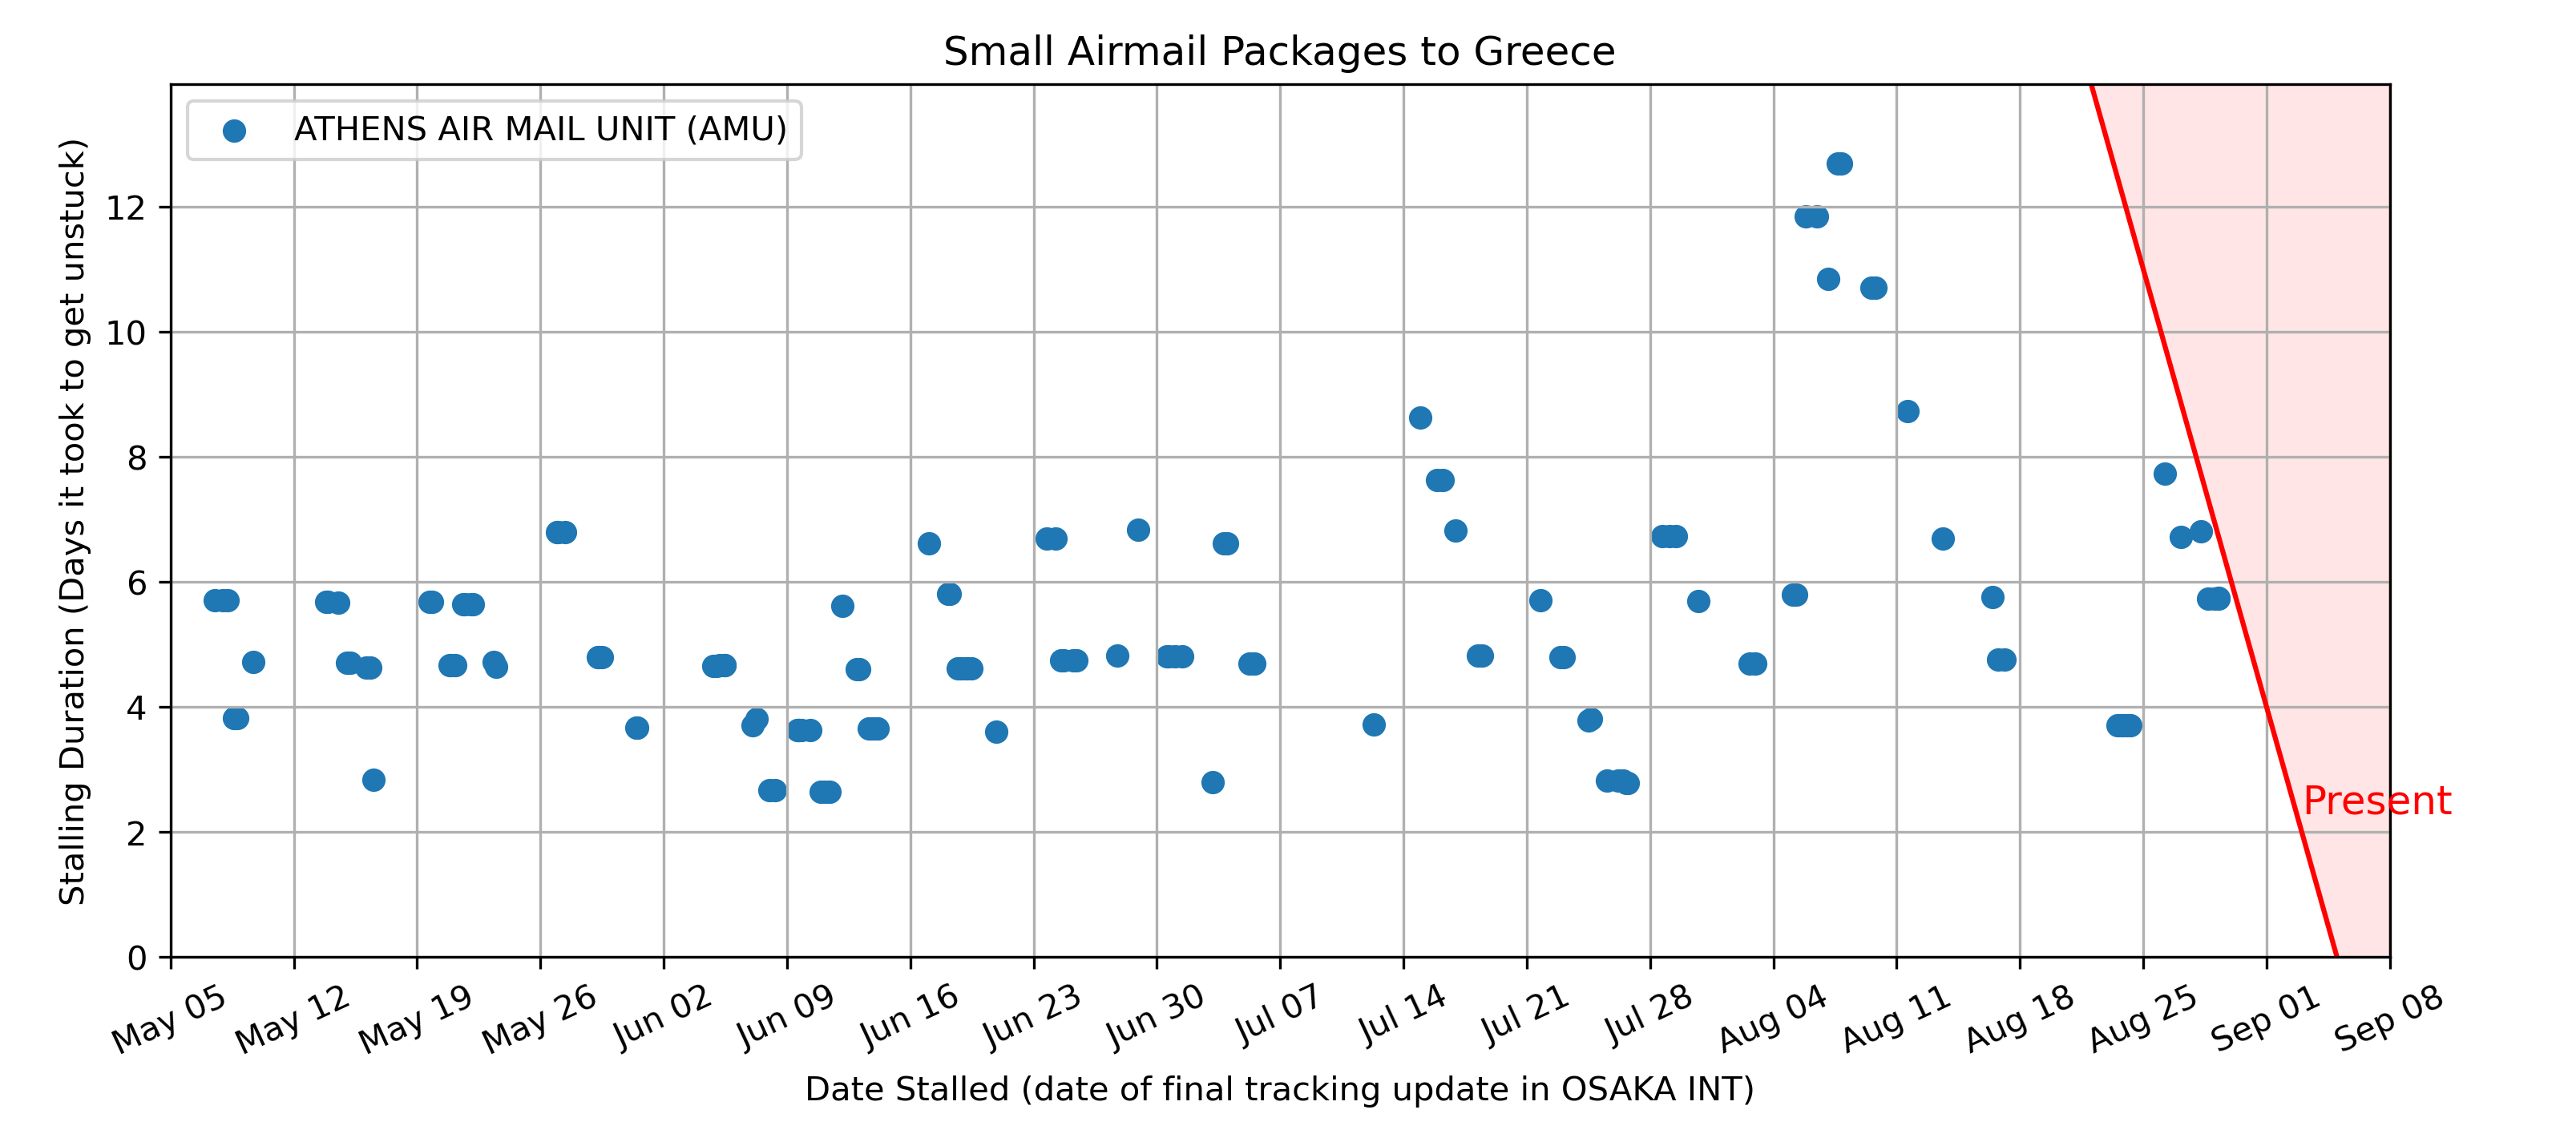 Small Airmail Packages to Greece
ATHENS AIR MAIL UNIT (AMU)
Stalling Duration (Days it took to get unstuck)
12
10
8
6
4
2
0
Present
May 05
May 12
May 19
May 26
Jun 02
Jun 09
Jun 16
Jun 23
Jun 30
Jul 07
Jul 14
Jul 21
Jul 28
Aug 04
Aug 11
Aug 18
Aug 25
Sep 01
Sep 08
Date Stalled (date of final tracking update in OSAKA INT)